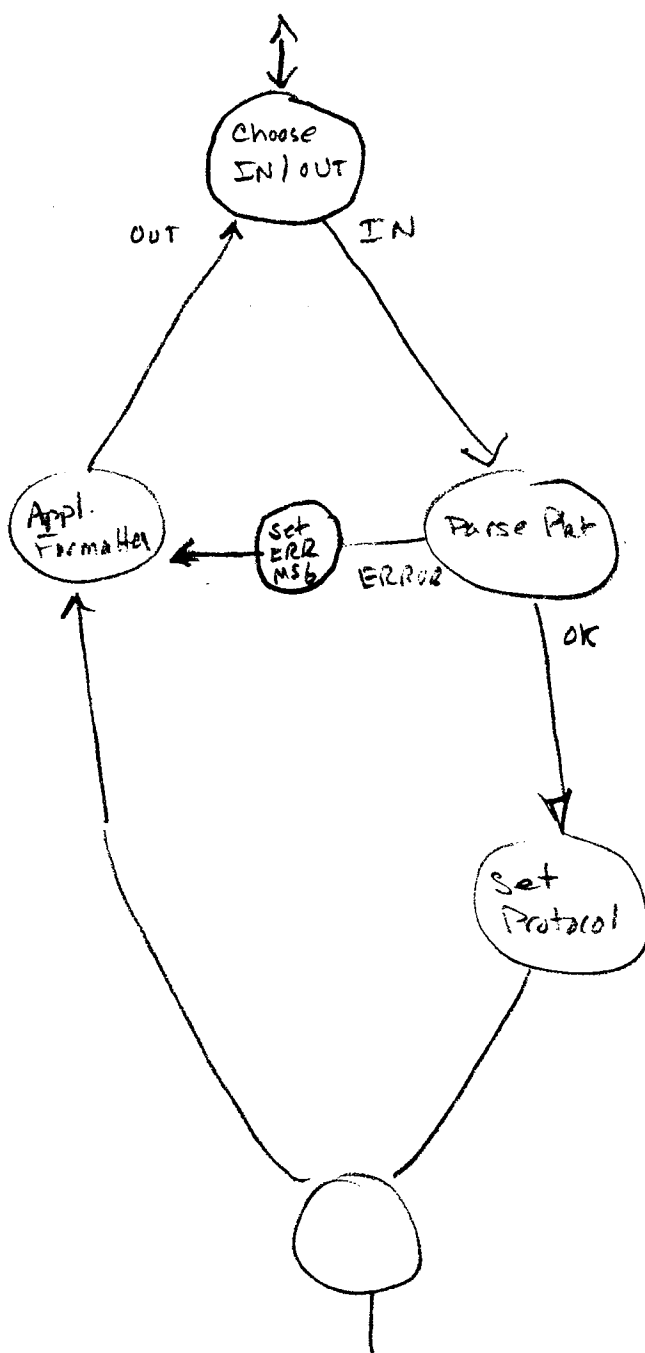 Choose
IN/OUT
OUT
IN
Appl.
Formatter
Set
ERR
MSG
ERROR
Parse Pkt
OK
Set
Protocol